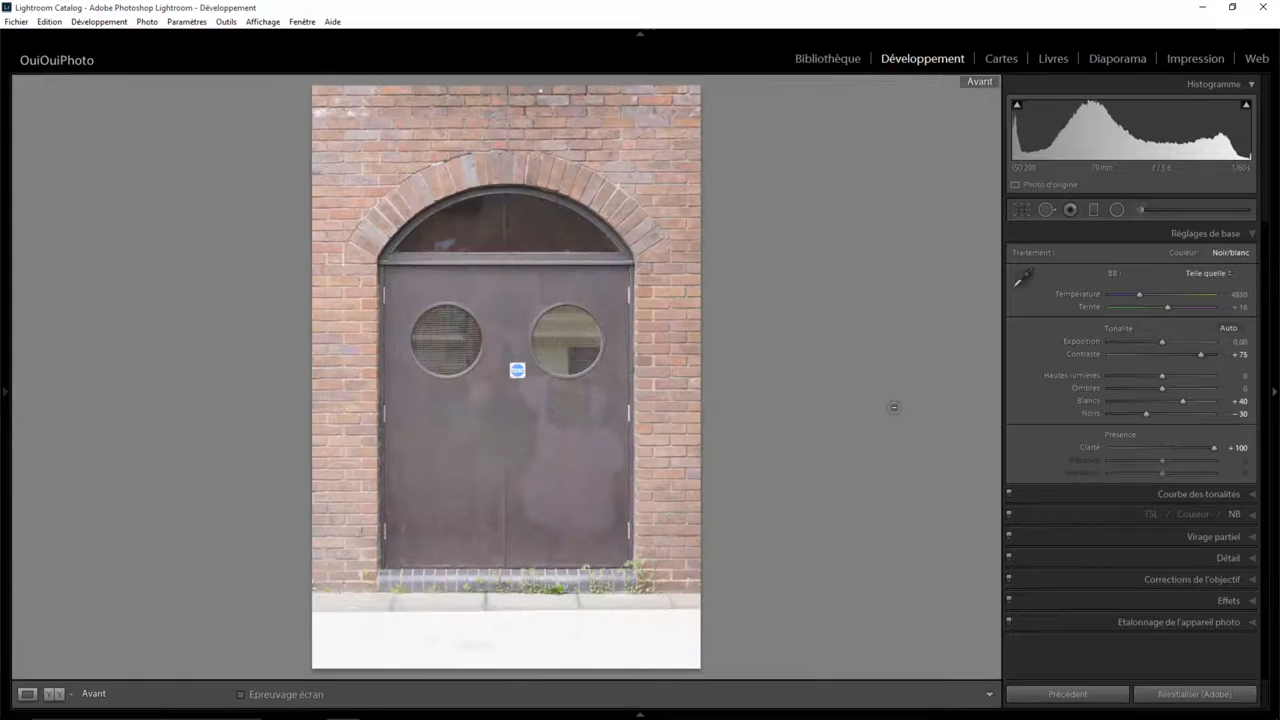 Lightroom Catalog - Adobe Photoshop Lightroom - Développement
Fichier Edition Développement Photo Paramètres Outils Affichage Fenêtre Aide
OuiOuiPhoto
Bibliothèque Développement Cartes Livres Diaporama Impression Web
Avant
Histogramme
ISO 200 79 mm ƒ / 5.6 1/60s
Photo d'origine
Réglages de base
Traitement : Couleur Noir/blanc
BB : Telle quelle
Température 4850
Teinte + 16
Tonalité Auto
Exposition 0,00
Contraste + 75
Hautes lumières 0
Ombres 0
Blancs + 40
Noirs − 30
Presence
Clarté + 100
Courbe des tonalités
TSL / Couleur / NB
Virage partiel
Détail
Corrections de l'objectif
Effets
Etalonnage de l'appareil photo
Avant Epreuvage écran Précédent Réinitialiser (Adobe)